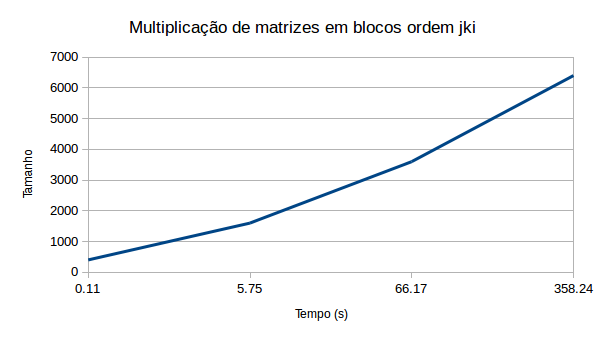 Multiplicação de matrizes em blocos ordem jki
7000
6000
5000
4000
3000
2000
1000
0
Tamanho
0.11 5.75 66.17 358.24
Tempo (s)